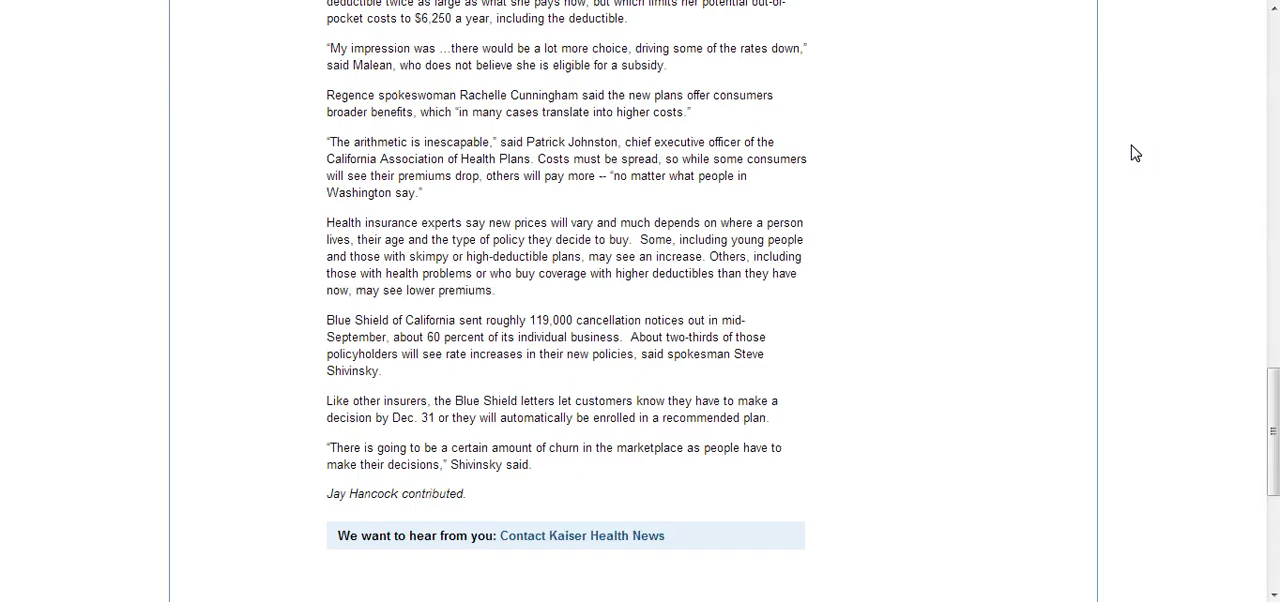 deductible twice as large as what she pays now, but which limits her potential out-of-
pocket costs to $6,250 a year, including the deductible.
“My impression was …there would be a lot more choice, driving some of the rates down,”
said Malean, who does not believe she is eligible for a subsidy.
Regence spokeswoman Rachelle Cunningham said the new plans offer consumers
broader benefits, which “in many cases translate into higher costs.”
“The arithmetic is inescapable,” said Patrick Johnston, chief executive officer of the
California Association of Health Plans. Costs must be spread, so while some consumers
will see their premiums drop, others will pay more -- “no matter what people in
Washington say.”
Health insurance experts say new prices will vary and much depends on where a person
lives, their age and the type of policy they decide to buy.  Some, including young people
and those with skimpy or high-deductible plans, may see an increase. Others, including
those with health problems or who buy coverage with higher deductibles than they have
now, may see lower premiums.
Blue Shield of California sent roughly 119,000 cancellation notices out in mid-
September, about 60 percent of its individual business.  About two-thirds of those
policyholders will see rate increases in their new policies, said spokesman Steve
Shivinsky.
Like other insurers, the Blue Shield letters let customers know they have to make a
decision by Dec. 31 or they will automatically be enrolled in a recommended plan.
“There is going to be a certain amount of churn in the marketplace as people have to
make their decisions,” Shivinsky said.
Jay Hancock contributed.
We want to hear from you: Contact Kaiser Health News